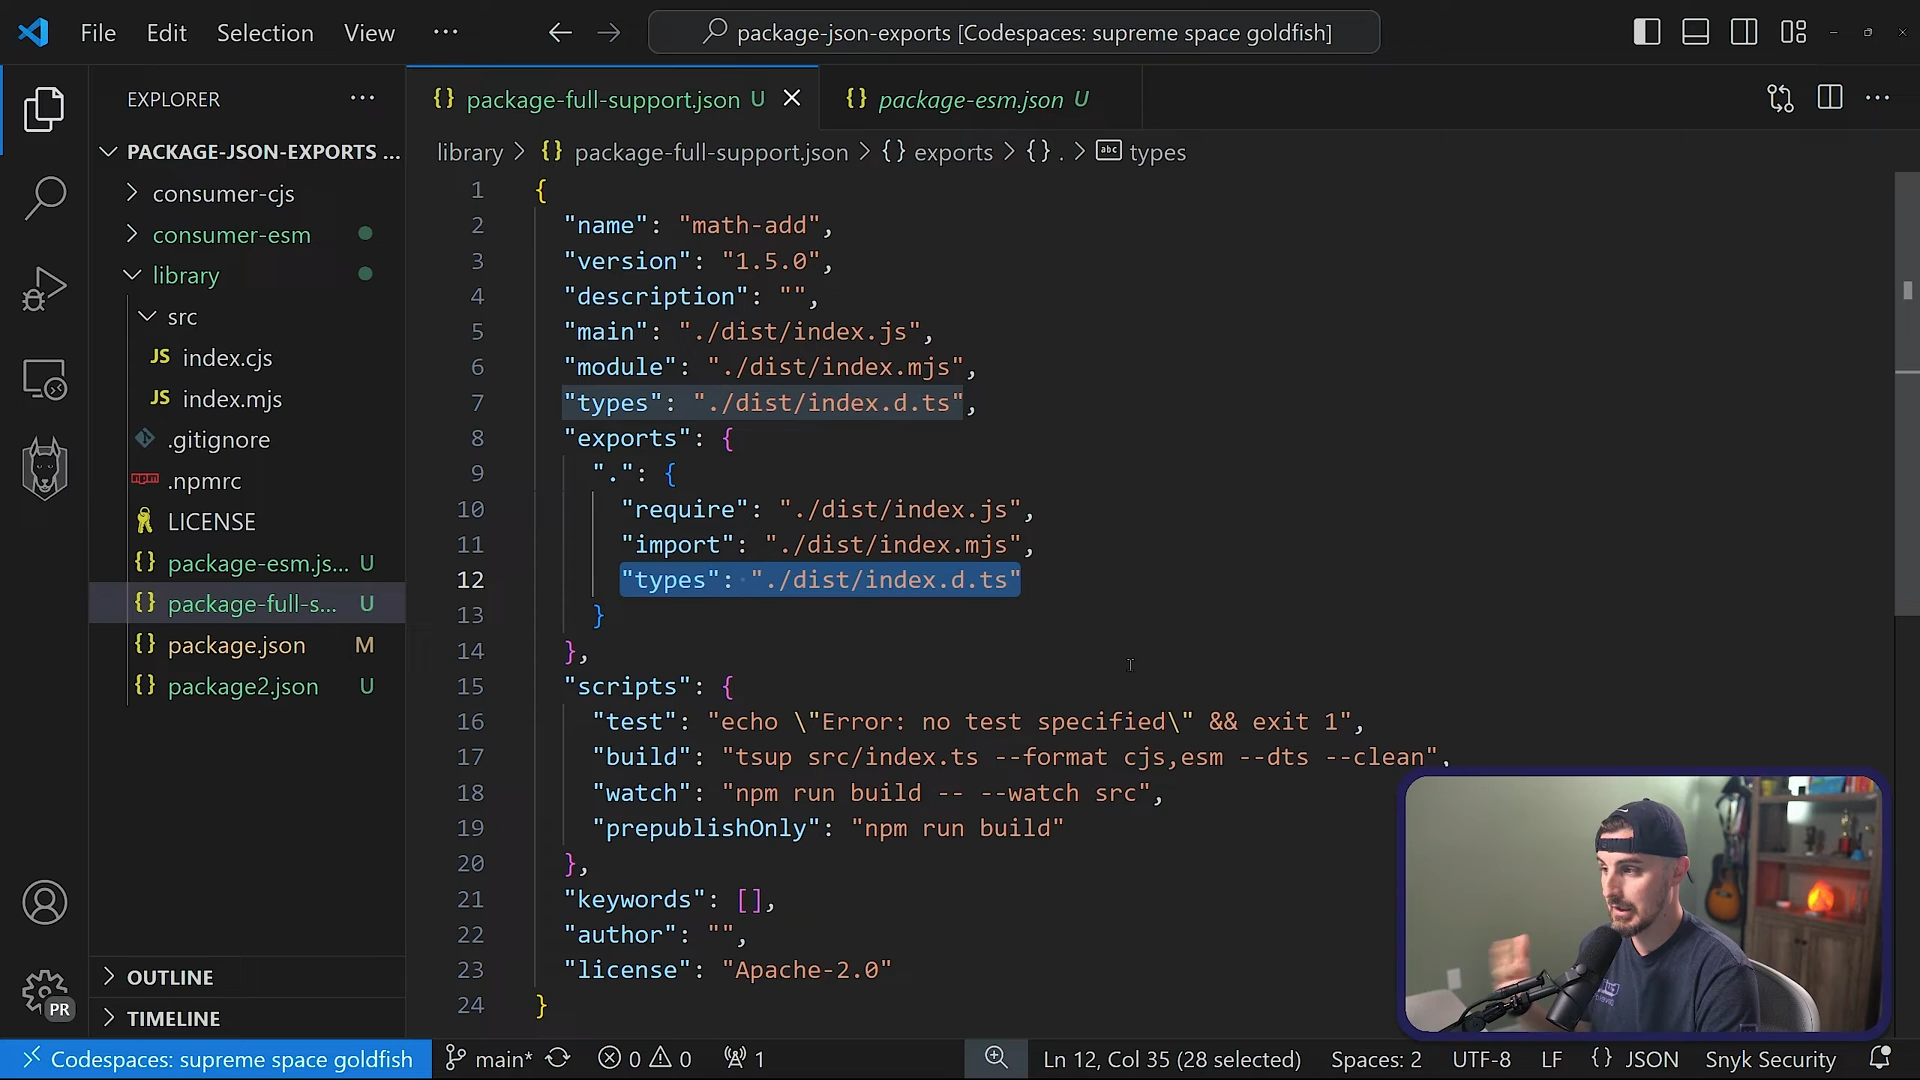 File Edit Selection View ···
package-json-exports [Codespaces: supreme space goldfish]
EXPLORER ···
{} package-full-support.json U
{} package-esm.json U
PACKAGE-JSON-EXPORTS ...
library > {} package-full-support.json > {} exports > {} . > abc types
consumer-cjs
consumer-esm
library
src
JS index.cjs
JS index.mjs
.gitignore
npm .npmrc
LICENSE
{} package-esm.js... U
{} package-full-s... U
{} package.json M
{} package2.json U
OUTLINE
TIMELINE
1 {
2 "name": "math-add",
3 "version": "1.5.0",
4 "description": "",
5 "main": "./dist/index.js",
6 "module": "./dist/index.mjs",
7 "types": "./dist/index.d.ts",
8 "exports": {
9 ".": {
10 "require": "./dist/index.js",
11 "import": "./dist/index.mjs",
12 "types": "./dist/index.d.ts"
13 }
14 },
15 "scripts": {
16 "test": "echo \"Error: no test specified\" && exit 1",
17 "build": "tsup src/index.ts --format cjs,esm --dts --clean",
18 "watch": "npm run build -- --watch src",
19 "prepublishOnly": "npm run build"
20 },
21 "keywords": [],
22 "author": "",
23 "license": "Apache-2.0"
24 }
PR
Codespaces: supreme space goldfish main* 0 0 1 Ln 12, Col 35 (28 selected) Spaces: 2 UTF-8 LF {} JSON Snyk Security